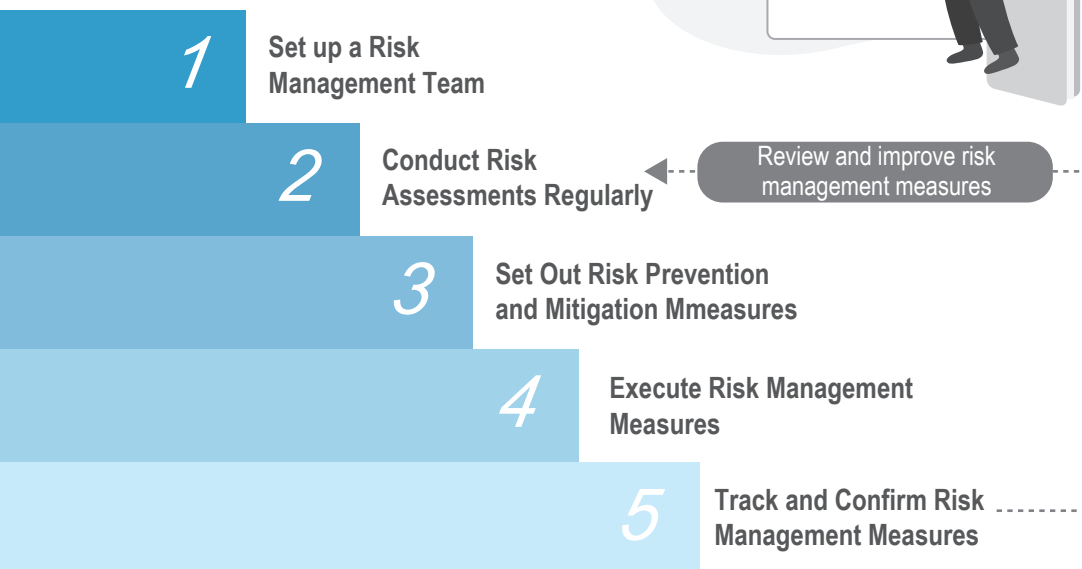 1
Set up a Risk
Management Team
2
Conduct Risk
Assessments Regularly
Review and improve risk
management measures
3
Set Out Risk Prevention
and Mitigation Mmeasures
4
Execute Risk Management
Measures
5
Track and Confirm Risk
Management Measures